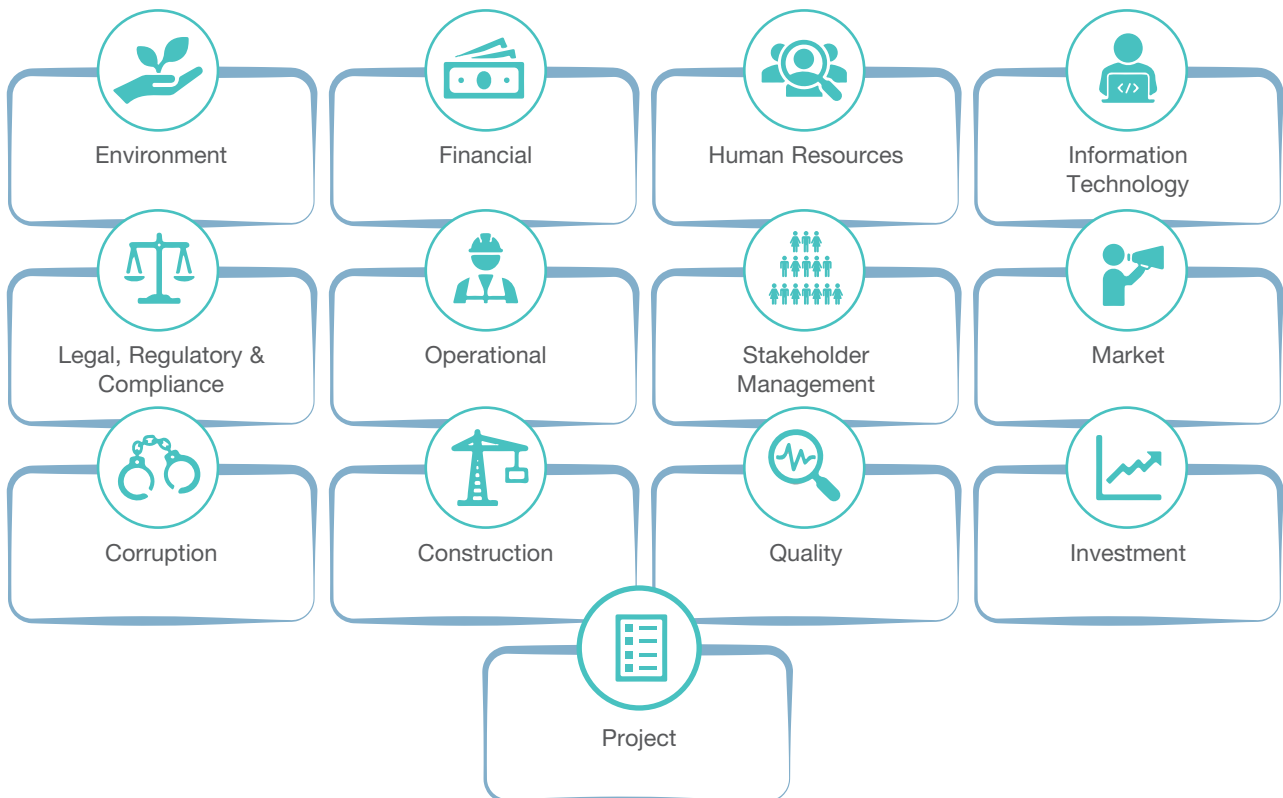 Environment
Financial
Human Resources
Information
Technology
Legal, Regulatory &
Compliance
Operational
Stakeholder
Management
Market
Corruption
Construction
Quality
Investment
Project